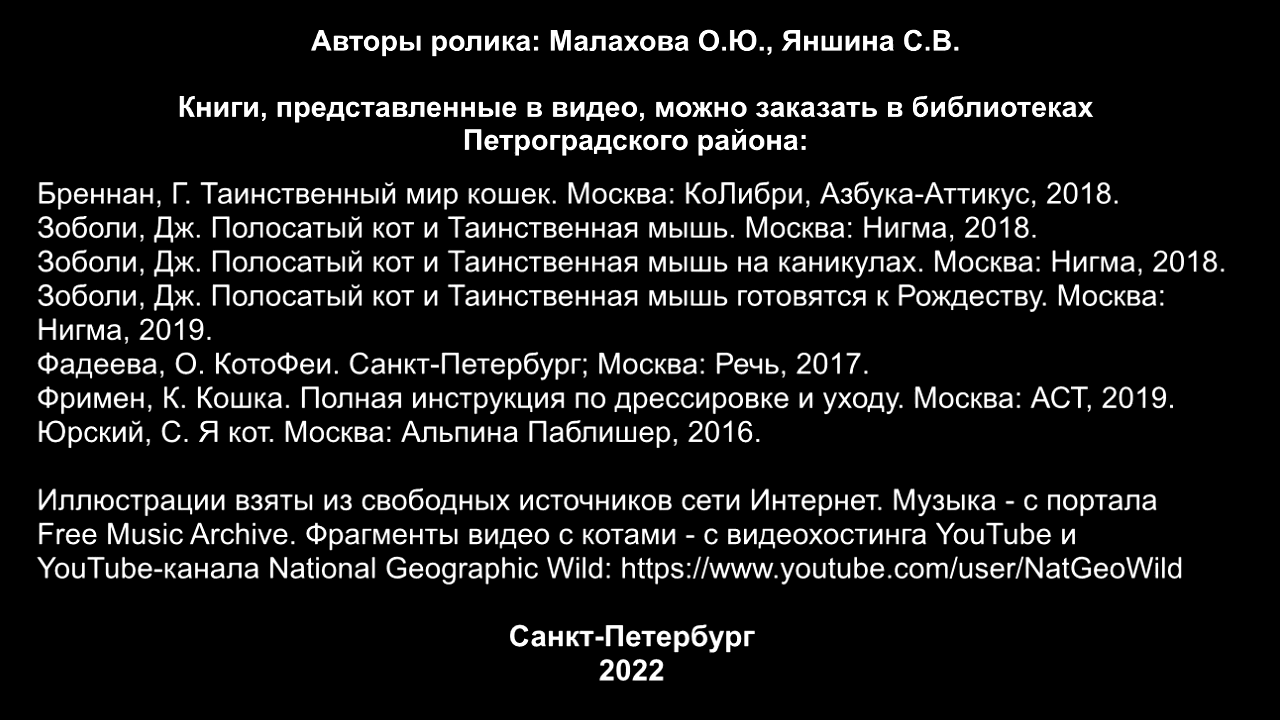 Авторы ролика: Малахова О.Ю., Яншина С.В.
Книги, представленные в видео, можно заказать в библиотеках
Петроградского района:
Бреннан, Г. Таинственный мир кошек. Москва: КоЛибри, Азбука-Аттикус, 2018.
Зоболи, Дж. Полосатый кот и Таинственная мышь. Москва: Нигма, 2018.
Зоболи, Дж. Полосатый кот и Таинственная мышь на каникулах. Москва: Нигма, 2018.
Зоболи, Дж. Полосатый кот и Таинственная мышь готовятся к Рождеству. Москва:
Нигма, 2019.
Фадеева, О. КотоФеи. Санкт-Петербург; Москва: Речь, 2017.
Фримен, К. Кошка. Полная инструкция по дрессировке и уходу. Москва: АСТ, 2019.
Юрский, С. Я кот. Москва: Альпина Паблишер, 2016.
Иллюстрации взяты из свободных источников сети Интернет. Музыка - с портала
Free Music Archive. Фрагменты видео с котами - с видеохостинга YouTube и
YouTube-канала National Geographic Wild: https://www.youtube.com/user/NatGeoWild
Санкт-Петербург
2022